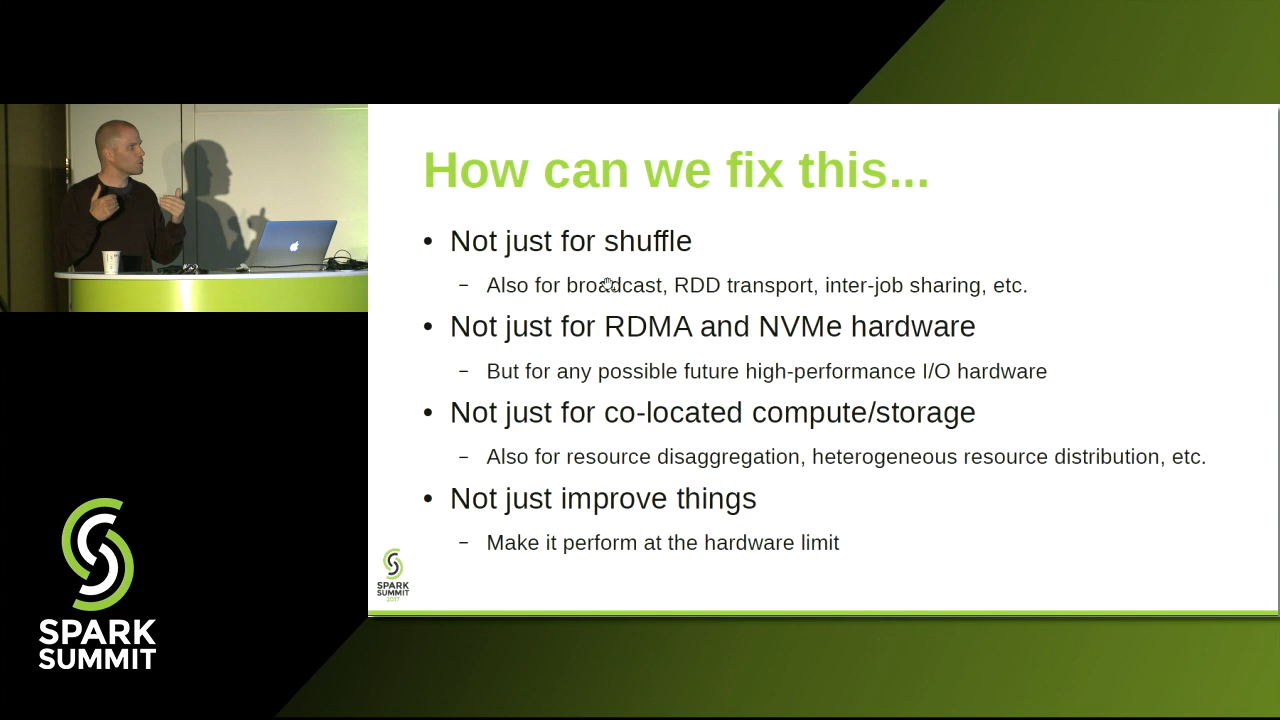 How can we fix this...
• Not just for shuffle
– Also for broadcast, RDD transport, inter-job sharing, etc.
• Not just for RDMA and NVMe hardware
– But for any possible future high-performance I/O hardware
• Not just for co-located compute/storage
– Also for resource disaggregation, heterogeneous resource distribution, etc.
• Not just improve things
– Make it perform at the hardware limit
SPARK
SUMMIT
2017
SPARK
SUMMIT